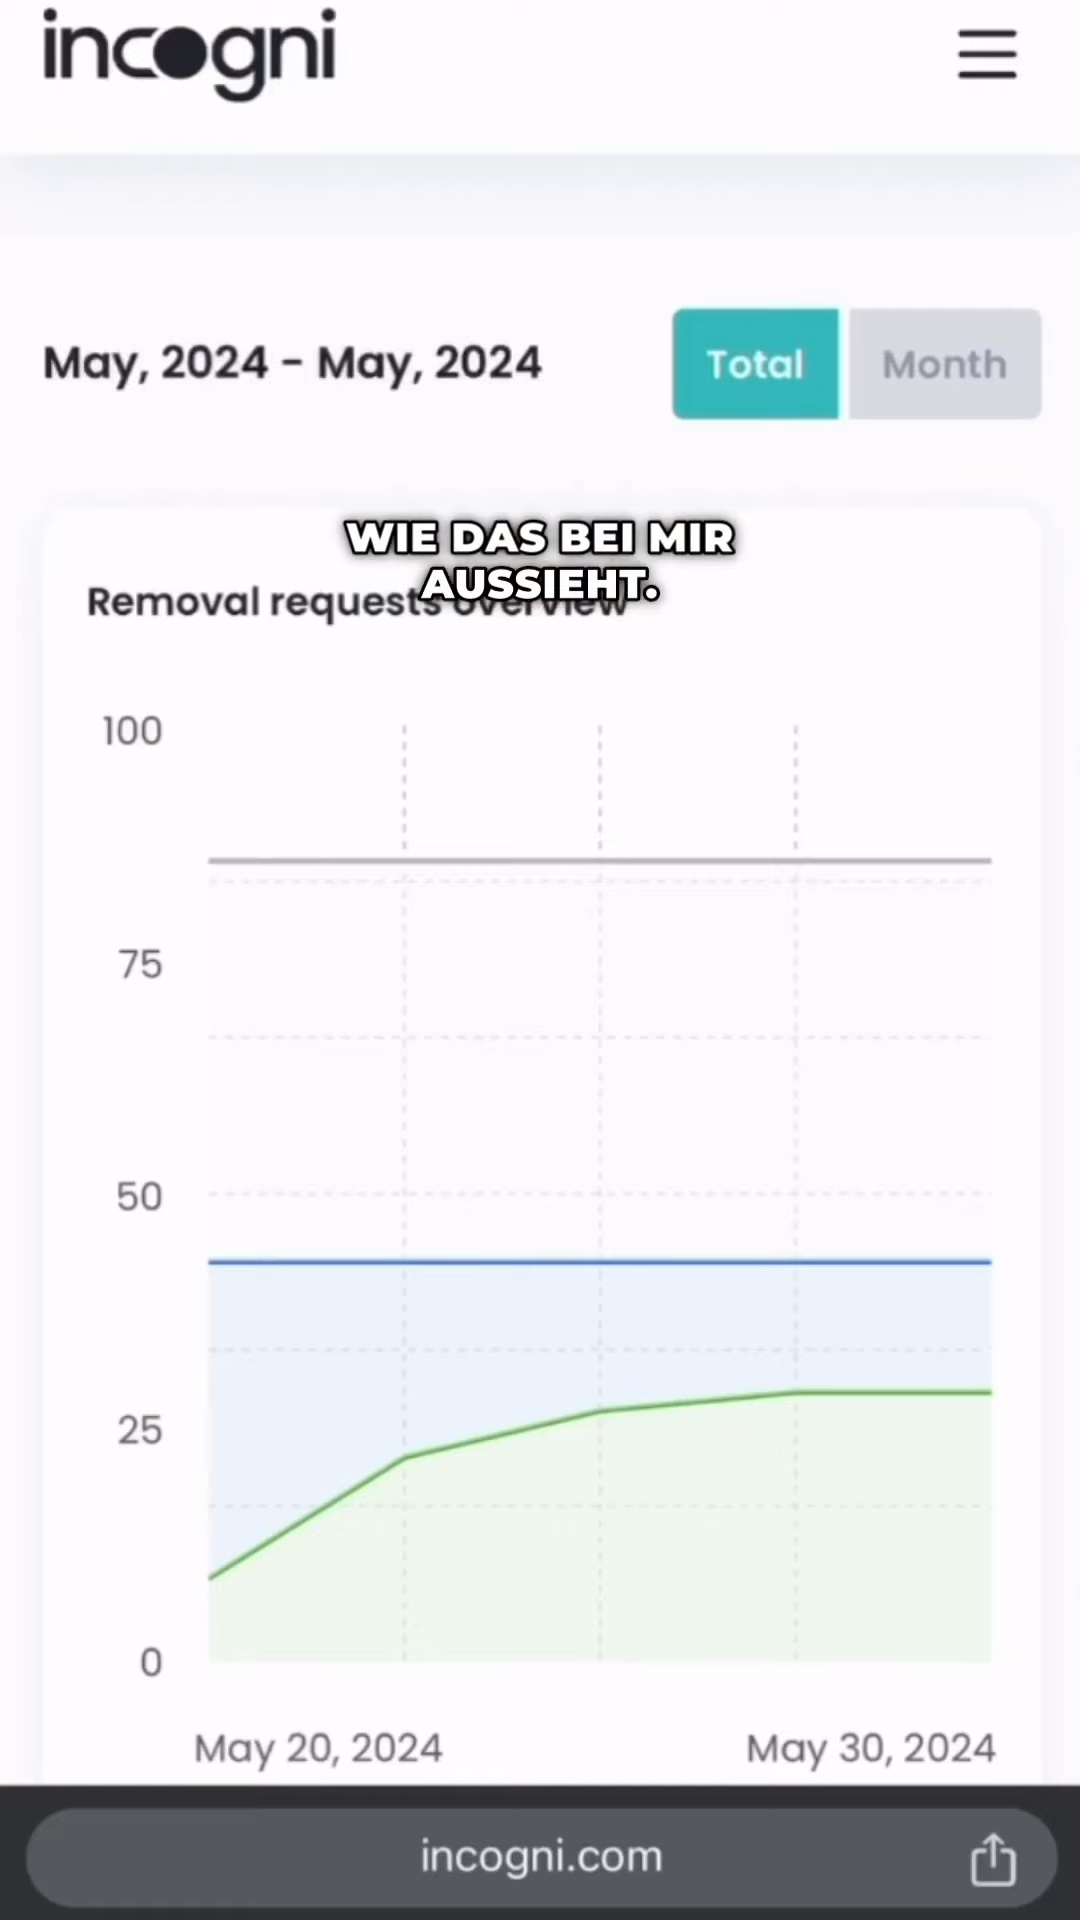 incogni
May, 2024 - May, 2024
Total
Month
WIE DAS BEI MIR
AUSSIEHT.
Removal requests overview
100
75
50
25
0
May 20, 2024
May 30, 2024
incogni.com